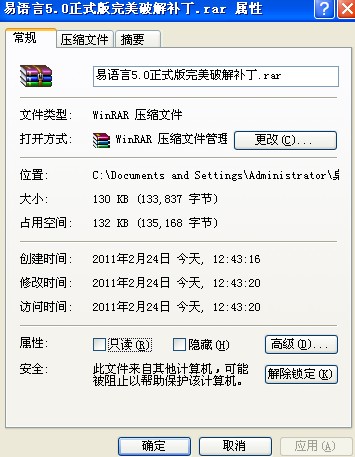 易语言5.0正式版完美破解补丁.rar 属性
常规 压缩文件 摘要
易语言5.0正式版完美破解补丁.rar
文件类型: WinRAR 压缩文件
打开方式: WinRAR 压缩文件管理 更改(C)...
位置: C:\Documents and Settings\Administrator\桌
大小: 130 KB (133,837 字节)
占用空间: 132 KB (135,168 字节)
创建时间: 2011年2月24日 今天, 12:43:16
修改时间: 2011年2月24日 今天, 12:43:20
访问时间: 2011年2月24日 今天, 12:43:20
属性: 只读(R) 隐藏(H) 高级(D)...
安全: 此文件来自其他计算机,可能
被阻止以帮助保护该计算机。 解除锁定(K)
确定 取消 应用(A)